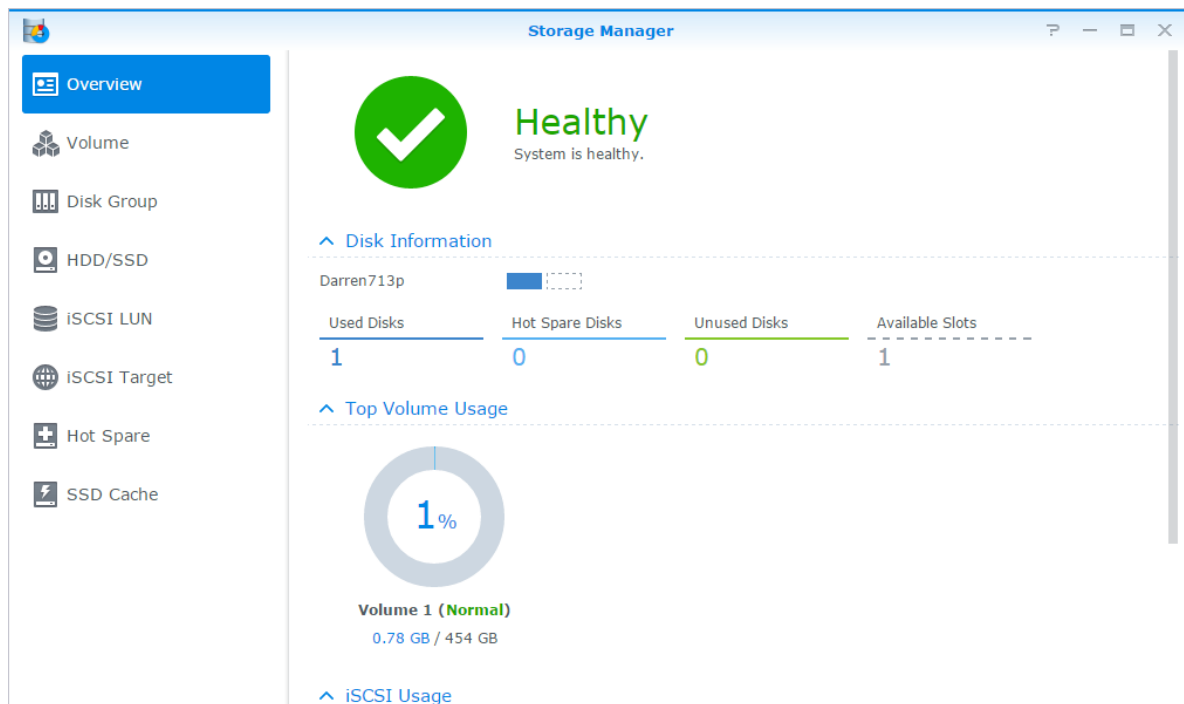 Storage Manager
Overview
Volume
Disk Group
HDD/SSD
iSCSI LUN
iSCSI Target
Hot Spare
SSD Cache
Healthy
System is healthy.
Disk Information
Darren713p
Used Disks Hot Spare Disks Unused Disks Available Slots
1 0 0 1
Top Volume Usage
1%
Volume 1 (Normal)
0.78 GB / 454 GB
iSCSI Usage